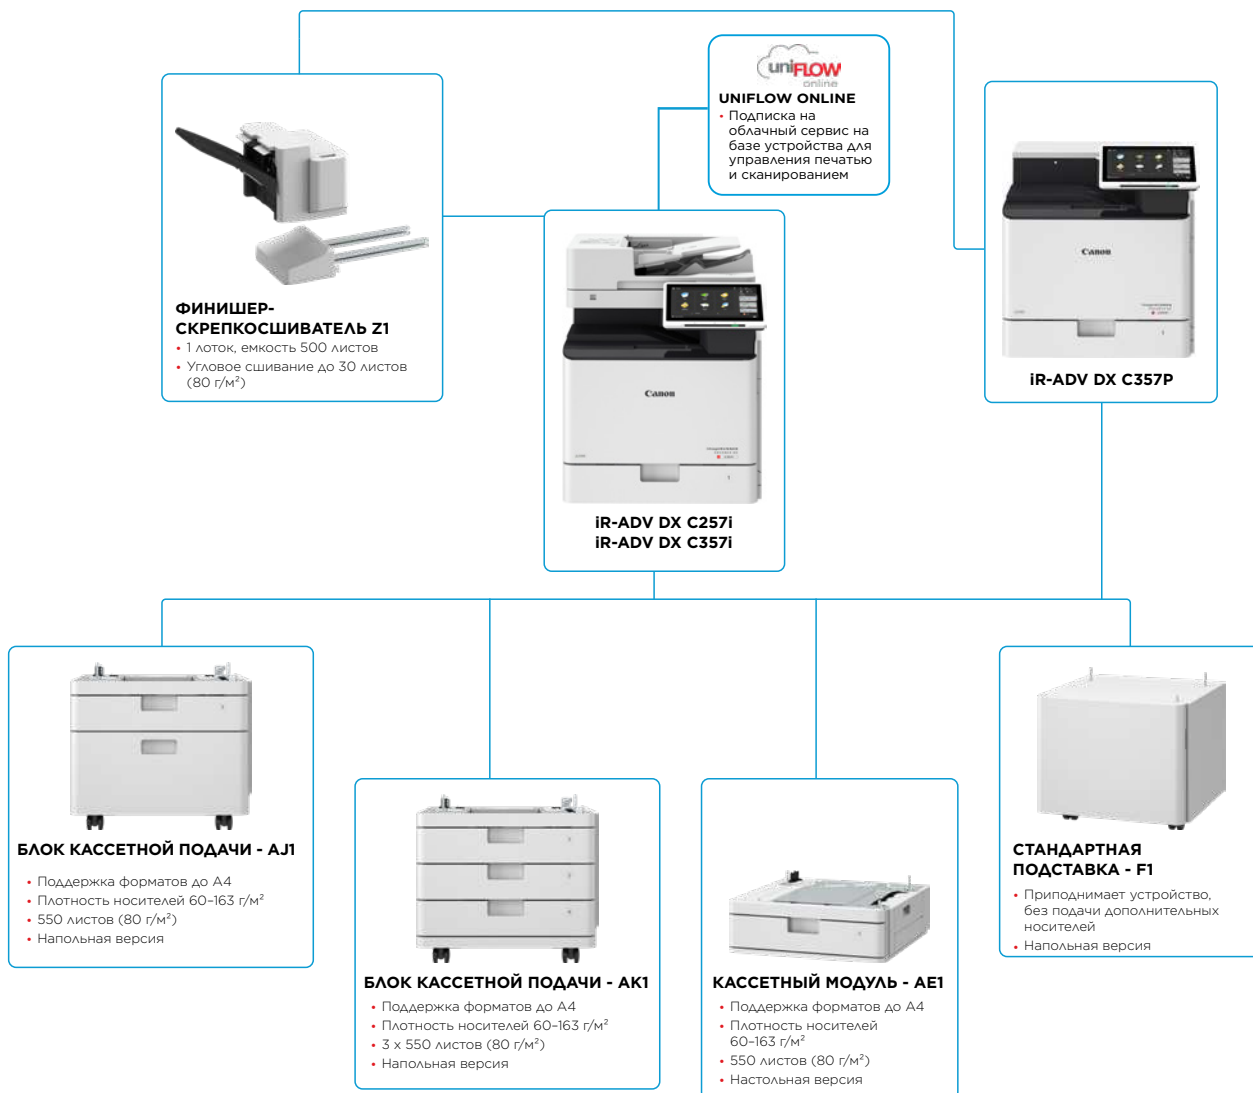 uniFLOW
online
UNIFLOW ONLINE
• Подписка на
облачный сервис на
базе устройства для
управления печатью
и сканированием
ФИНИШЕР-
СКРЕПКОСШИВАТЕЛЬ Z1
• 1 лоток, емкость 500 листов
• Угловое сшивание до 30 листов
(80 г/м²)
Canon
iR-ADV DX C257i
iR-ADV DX C357i
Canon
iR-ADV DX C357P
БЛОК КАССЕТНОЙ ПОДАЧИ - AJ1
• Поддержка форматов до A4
• Плотность носителей 60–163 г/м²
• 550 листов (80 г/м²)
• Напольная версия
БЛОК КАССЕТНОЙ ПОДАЧИ - AK1
• Поддержка форматов до A4
• Плотность носителей 60–163 г/м²
• 3 x 550 листов (80 г/м²)
• Напольная версия
КАССЕТНЫЙ МОДУЛЬ - AE1
• Поддержка форматов до A4
• Плотность носителей
60–163 г/м²
• 550 листов (80 г/м²)
• Настольная версия
СТАНДАРТНАЯ
ПОДСТАВКА - F1
• Приподнимает устройство,
без подачи дополнительных
носителей
• Напольная версия